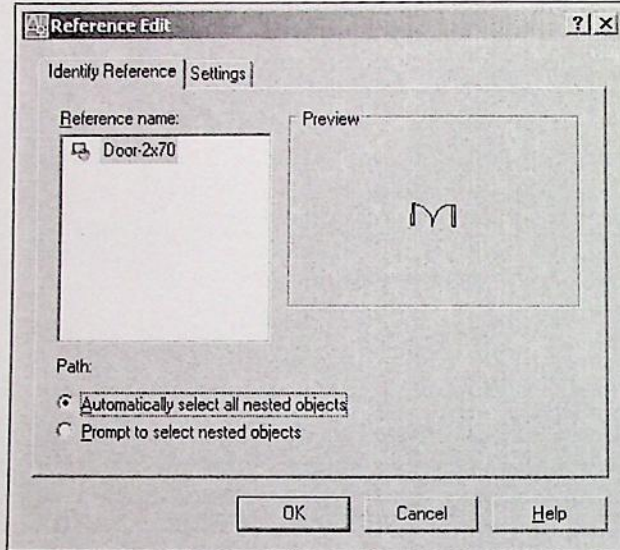 Reference Edit
? X
Identify Reference
Settings
Reference name:
Preview
Door-2x70
Path:
Automatically select all nested objects
Prompt to select nested objects
OK
Cancel
Help